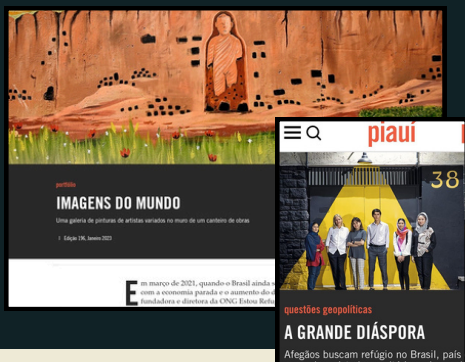 portfólio
IMAGENS DO MUNDO
Uma galeria de pinturas de artistas variados no muro de um canteiro de obras
| Edição 196, Janeiro 2023
Em março de 2021, quando o Brasil ainda s
com a economia parada e o aumento do d
fundadora e diretora da ONG Estou Refu
piauí
38
questões geopolíticas
A GRANDE DIÁSPORA
Afegãos buscam refúgio no Brasil, país